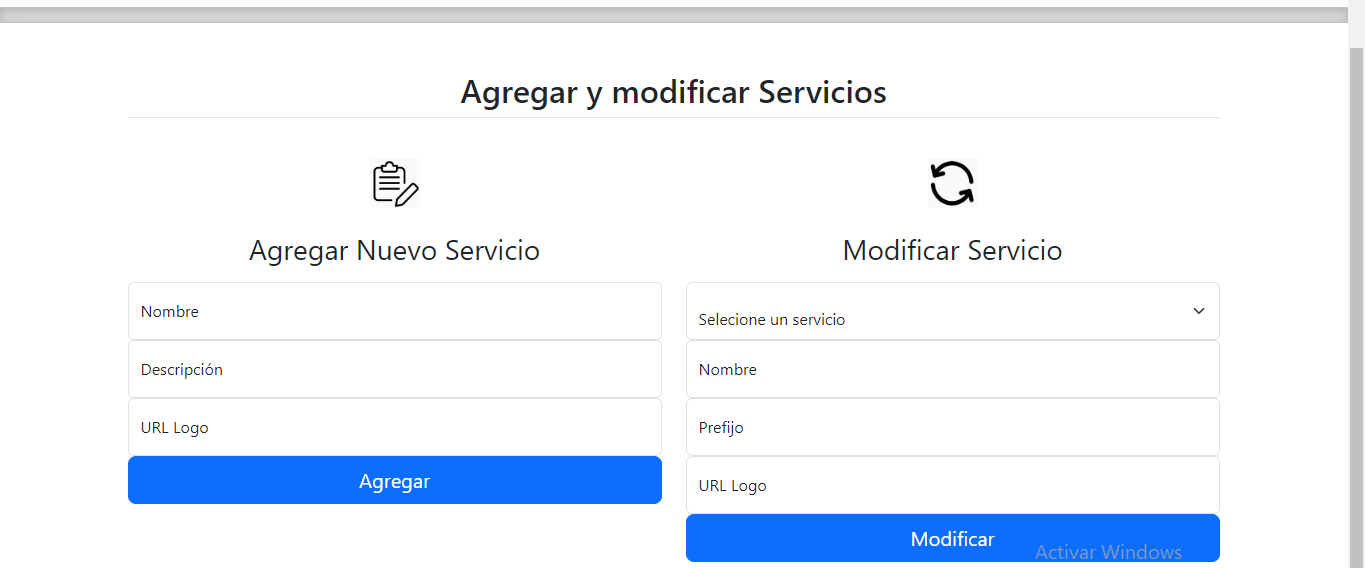 Agregar y modificar Servicios
Agregar Nuevo Servicio
Nombre
Descripción
URL Logo
Agregar
Modificar Servicio
Selecione un servicio
Nombre
Prefijo
URL Logo
Modificar
Activar Windows